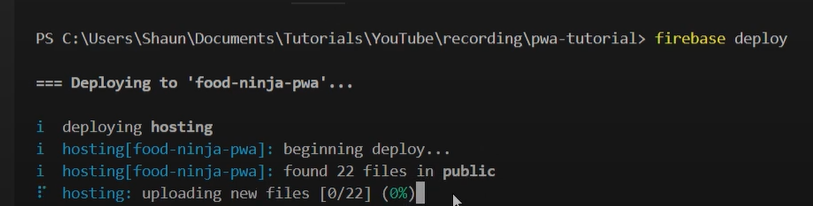 PS C:\Users\Shaun\Documents\Tutorials\YouTube\recording\pwa-tutorial> firebase deploy
=== Deploying to 'food-ninja-pwa'...
i deploying hosting
i hosting[food-ninja-pwa]: beginning deploy...
i hosting[food-ninja-pwa]: found 22 files in public
⠋ hosting: uploading new files [0/22] (0%)